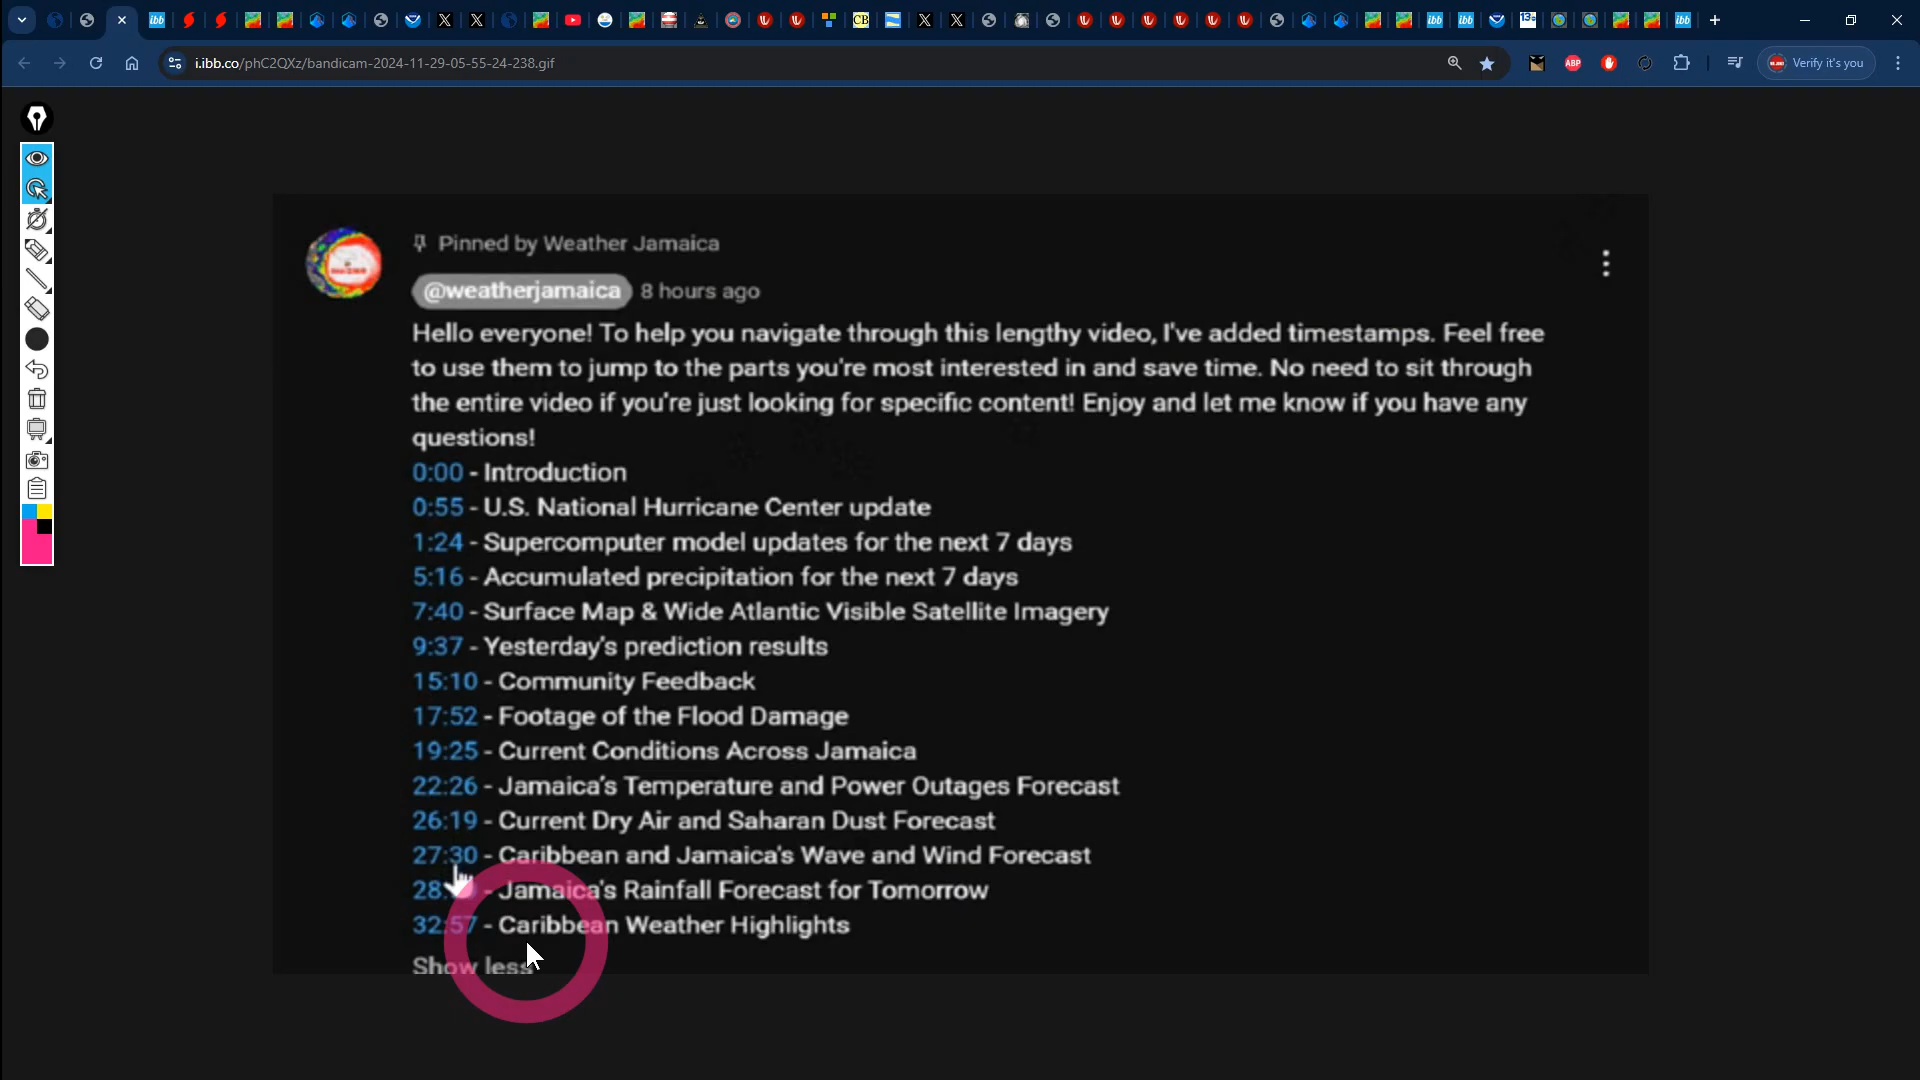 i.ibb.co/phC2QXz/bandicam-2024-11-29-05-55-24-238.gif
Verify it's you
Pinned by Weather Jamaica
@weatherjamaica 8 hours ago
Hello everyone! To help you navigate through this lengthy video, I've added timestamps. Feel free
to use them to jump to the parts you're most interested in and save time. No need to sit through
the entire video if you're just looking for specific content! Enjoy and let me know if you have any
questions!
0:00 - Introduction
0:55 - U.S. National Hurricane Center update
1:24 - Supercomputer model updates for the next 7 days
5:16 - Accumulated precipitation for the next 7 days
7:40 - Surface Map & Wide Atlantic Visible Satellite Imagery
9:37 - Yesterday's prediction results
15:10 - Community Feedback
17:52 - Footage of the Flood Damage
19:25 - Current Conditions Across Jamaica
22:26 - Jamaica's Temperature and Power Outages Forecast
26:19 - Current Dry Air and Saharan Dust Forecast
27:30 - Caribbean and Jamaica's Wave and Wind Forecast
28: - Jamaica's Rainfall Forecast for Tomorrow
32:57 - Caribbean Weather Highlights
Show less